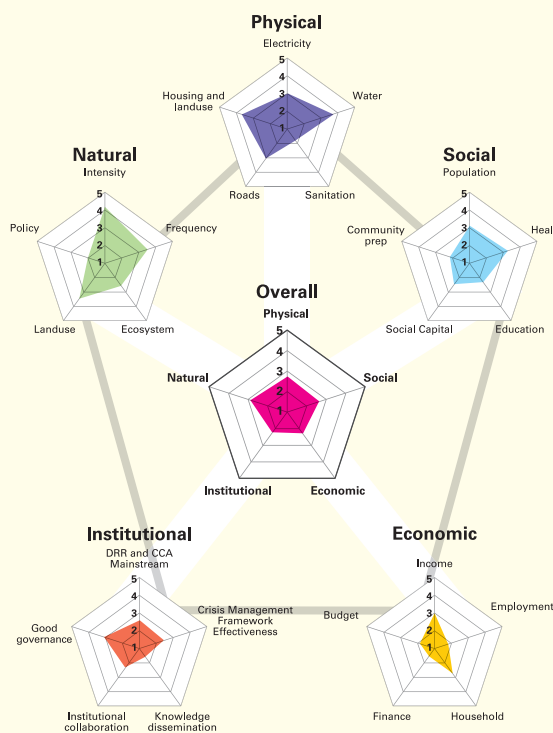 Physical
Electricity
5
4
3
2
1
Housing and
landuse
Water
Roads
Sanitation
Natural
Intensity
5
4
3
2
1
Policy
Frequency
Landuse
Ecosystem
Social
Population
5
4
3
2
1
Community
prep
Heal
Social Capital
Education
Overall
Physical
5
4
3
2
1
Natural
Social
Institutional
Economic
Institutional
DRR and CCA
Mainstream
5
4
3
2
1
Good
governance
Crisis Management
Framework
Effectiveness
Institutional
collaboration
Knowledge
dissemination
Economic
Income
5
4
3
2
1
Budget
Employment
Finance
Household